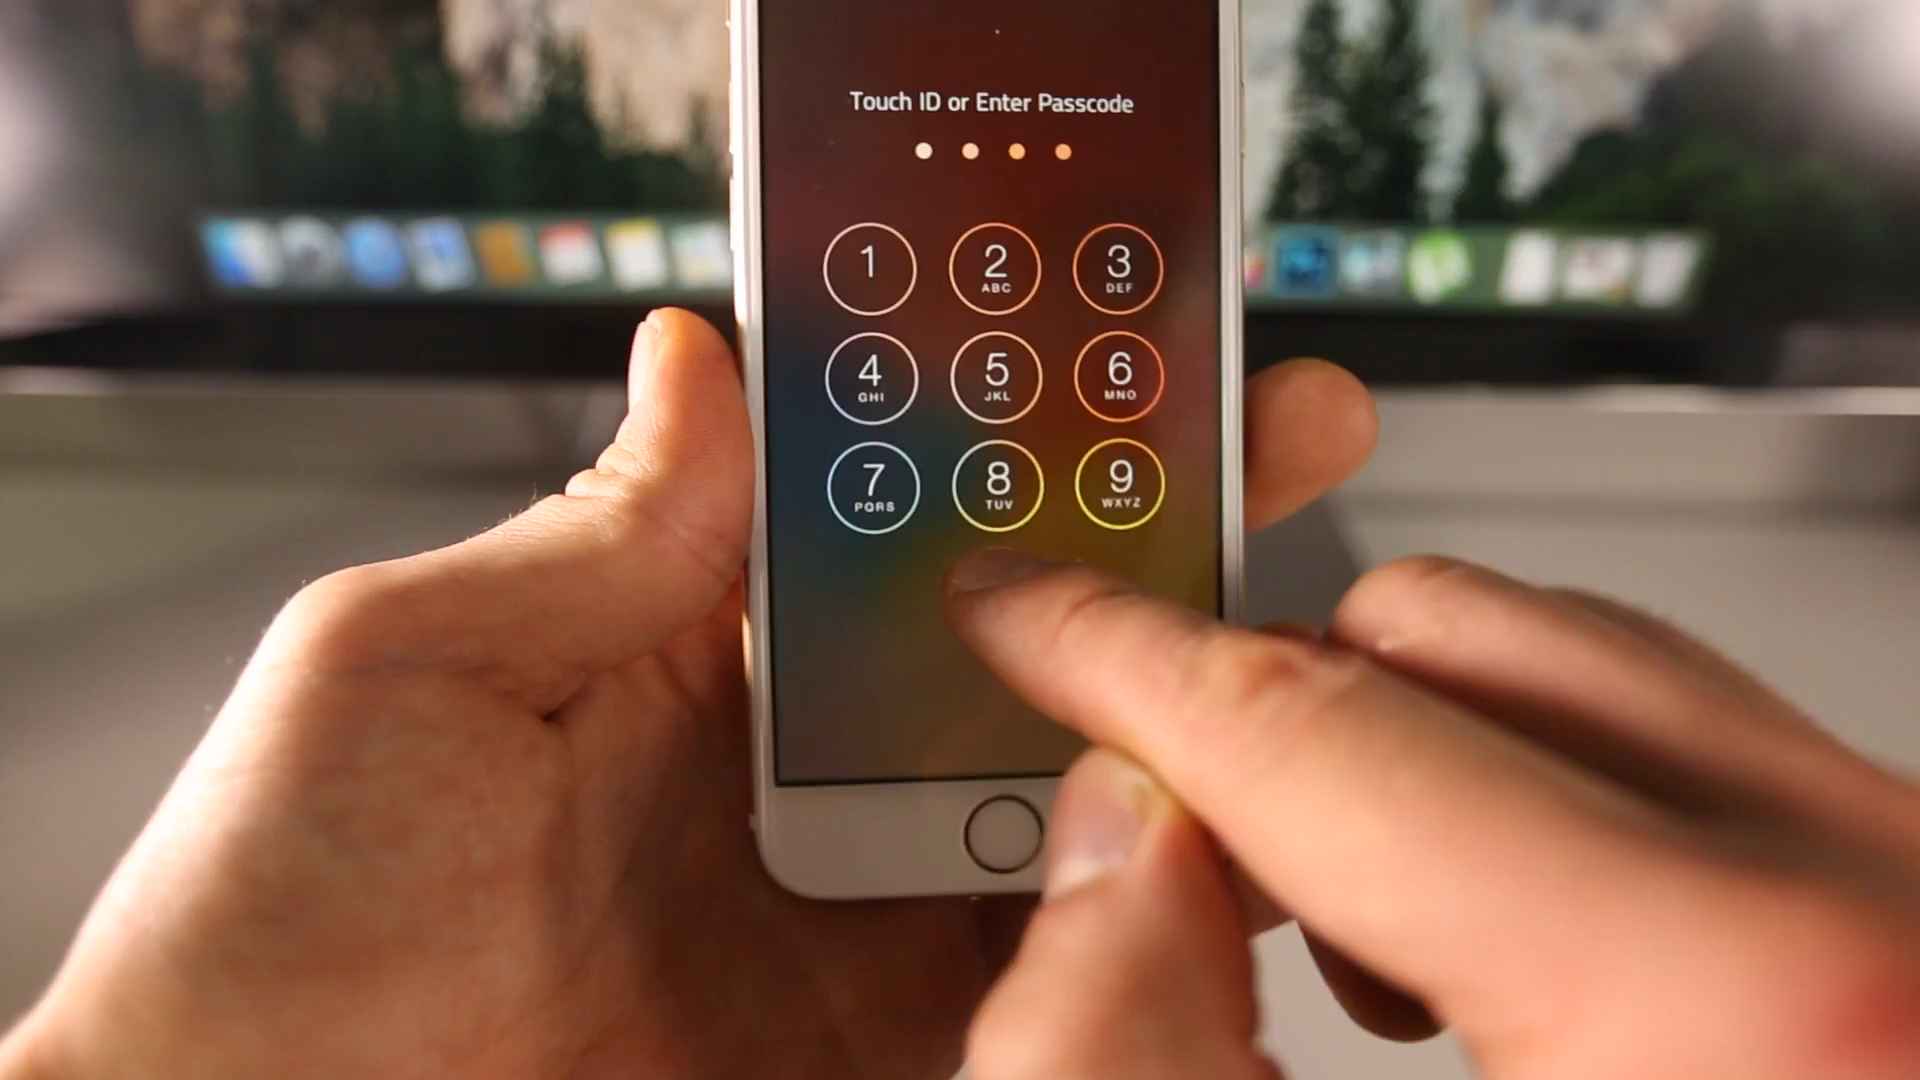 Touch ID or Enter Passcode
1 2 3
ABC DEF
4 5 6
GHI JKL MNO
7 8 9
PQRS TUV WXYZ